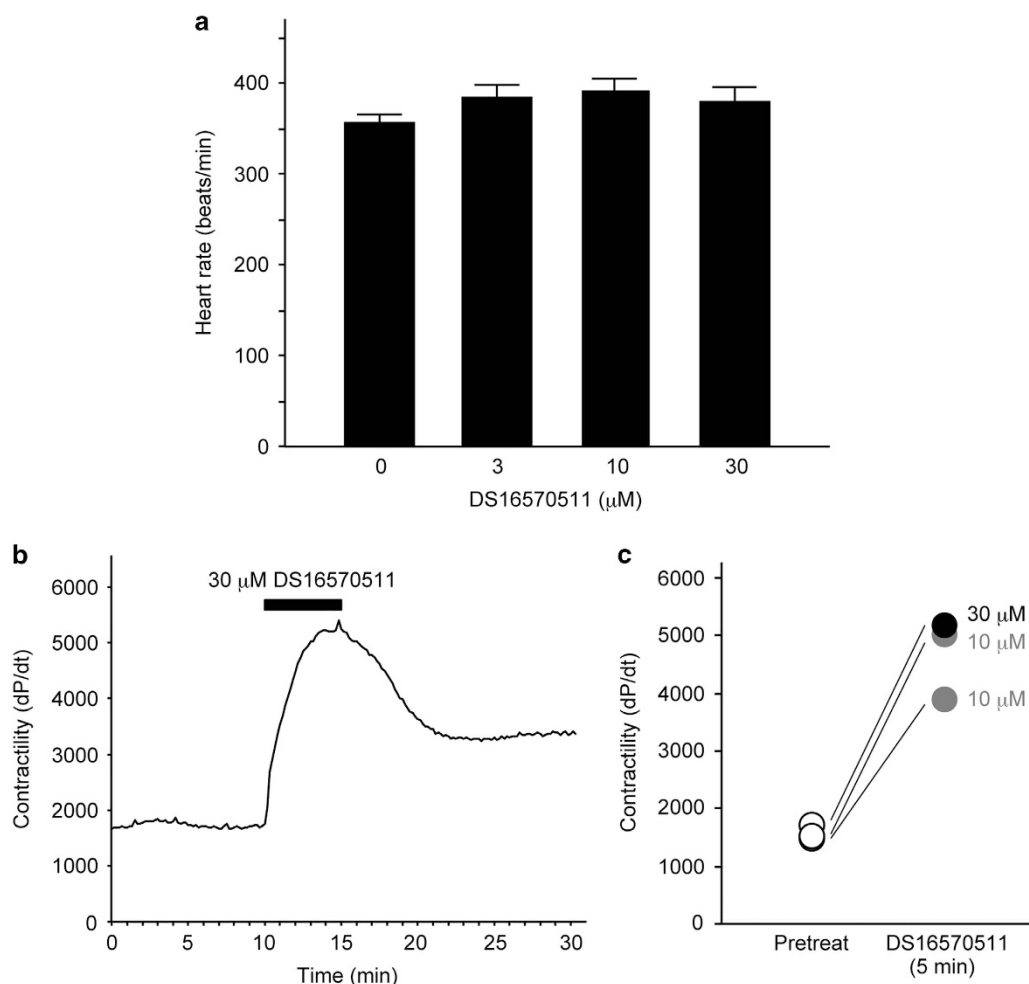 a
400
300
200
100
0
Heart rate (beats/min)
0 3 10 30
DS16570511 (μM)
b
30 μM DS16570511
6000
5000
4000
3000
2000
1000
0
Contractility (dP/dt)
0 5 10 15 20 25 30
Time (min)
c
6000
5000
4000
3000
2000
1000
0
Contractility (dP/dt)
30 μM
10 μM
10 μM
Pretreat DS16570511
(5 min)